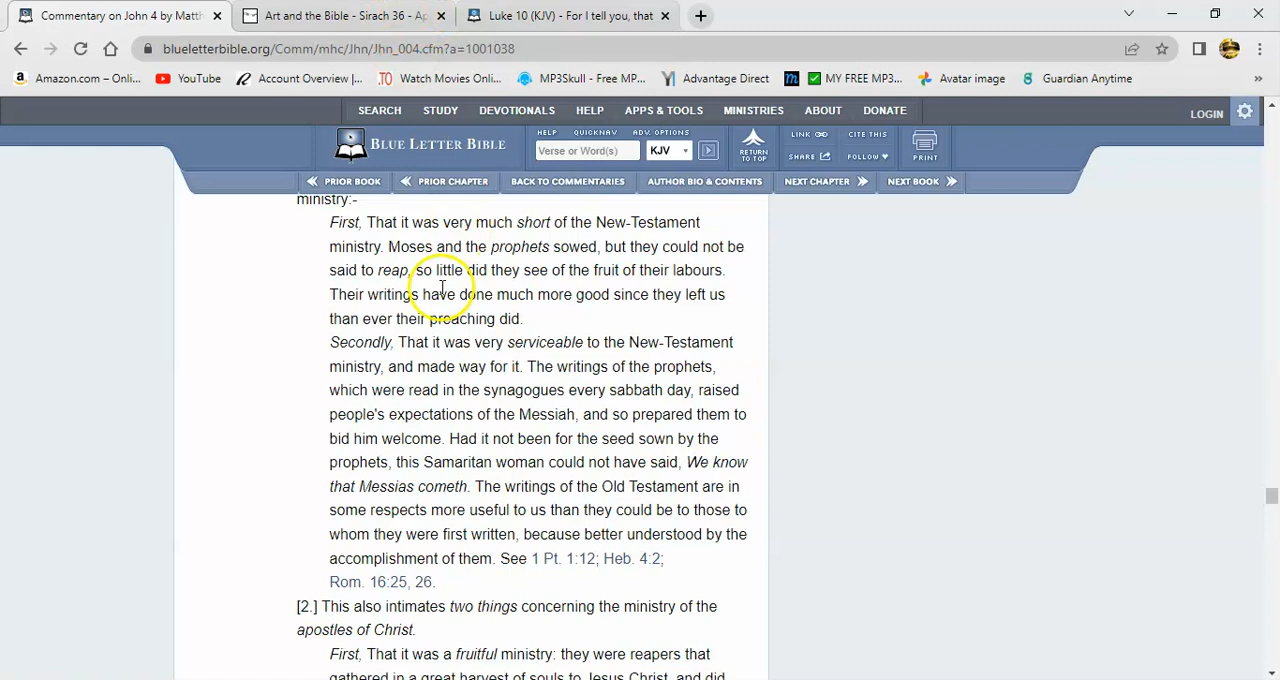 Commentary on John 4 by Matth
Art and the Bible - Sirach 36 - Ap
Luke 10 (KJV) - For I tell you, that
blueletterbible.org/Comm/mhc/Jhn/Jhn_004.cfm?a=1001038
Amazon.com – Onli...
YouTube
Account Overview |...
.TO Watch Movies Onl...
MP3Skull - Free MP...
Advantage Direct
m MY FREE MP3...
Avatar image
Guardian Anytime
SEARCH STUDY DEVOTIONALS HELP APPS & TOOLS MINISTRIES ABOUT DONATE
LOGIN
BLUE LETTER BIBLE
HELP QUICKNAV ADV. OPTIONS
Verse or Word(s) KJV
RETURN TO TOP
LINK CITE THIS
SHARE FOLLOW
PRINT
PRIOR BOOK PRIOR CHAPTER BACK TO COMMENTARIES AUTHOR BIO & CONTENTS NEXT CHAPTER NEXT BOOK
ministry:-
First, That it was very much short of the New-Testament
ministry. Moses and the prophets sowed, but they could not be
said to reap, so little did they see of the fruit of their labours.
Their writings have done much more good since they left us
than ever their preaching did.
Secondly, That it was very serviceable to the New-Testament
ministry, and made way for it. The writings of the prophets,
which were read in the synagogues every sabbath day, raised
people's expectations of the Messiah, and so prepared them to
bid him welcome. Had it not been for the seed sown by the
prophets, this Samaritan woman could not have said, We know
that Messias cometh. The writings of the Old Testament are in
some respects more useful to us than they could be to those to
whom they were first written, because better understood by the
accomplishment of them. See 1 Pt. 1:12; Heb. 4:2;
Rom. 16:25, 26.
[2.] This also intimates two things concerning the ministry of the
apostles of Christ.
First, That it was a fruitful ministry: they were reapers that
gathered in a great harvest of souls to Jesus Christ, and did